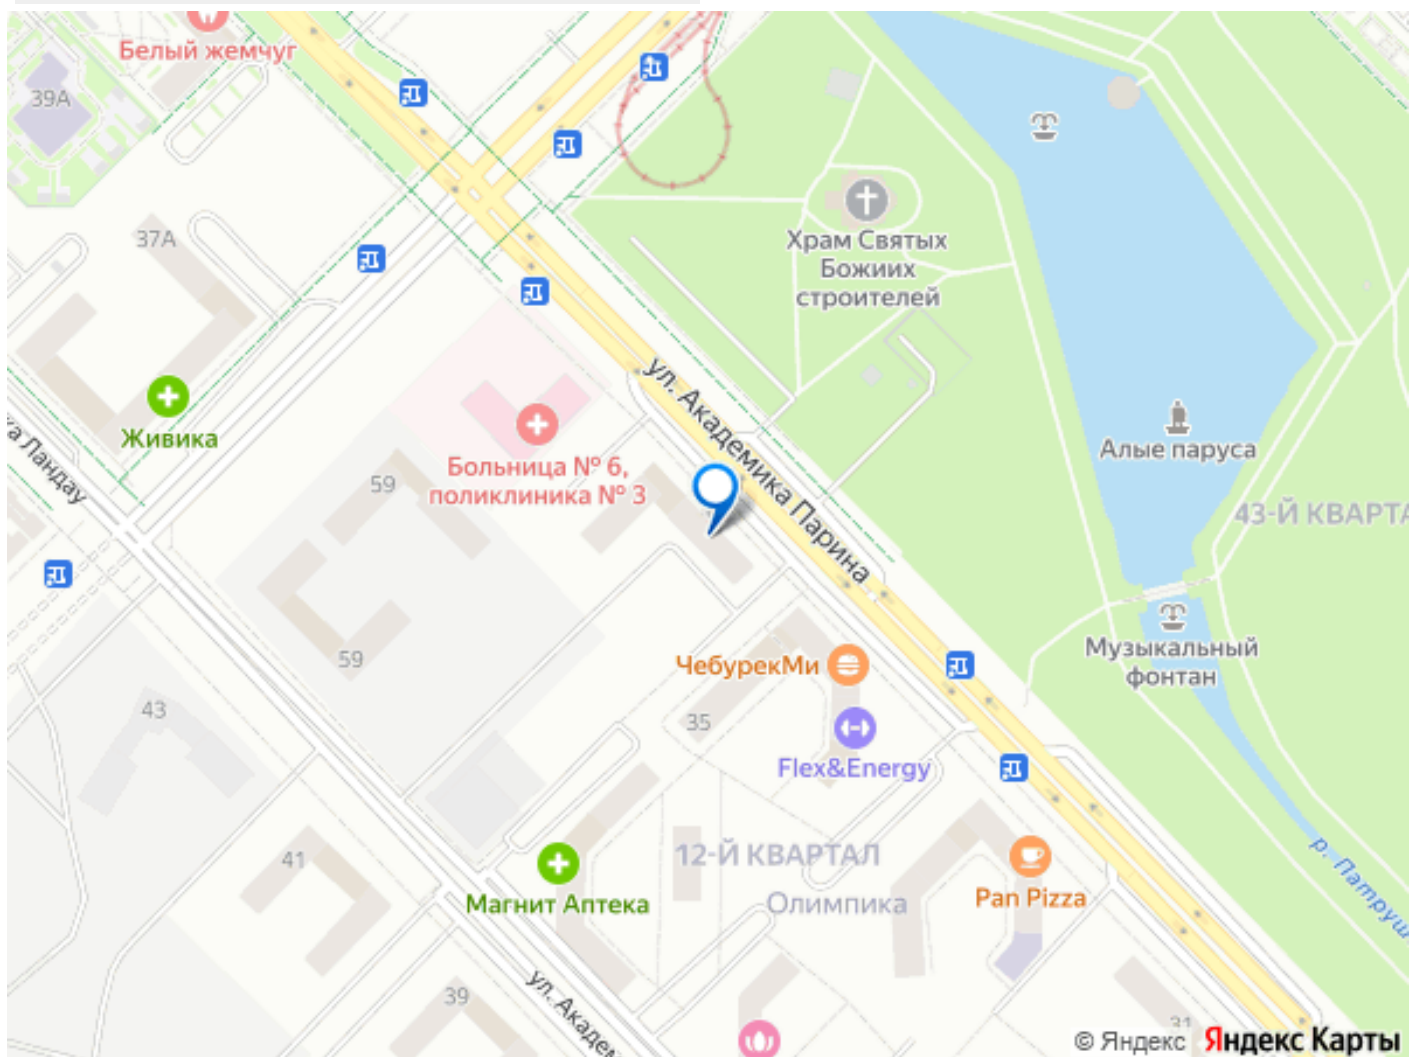 Белый жемчуг
39А
37А
Храм Святых
Божиих
строителей
ул. Академика Парина
Живика
ка Ландау
59
Больница № 6,
поликлиника № 3
Алые паруса
43-Й КВАРТА
59
43
ЧебурекМи
35
Flex&Energy
Музыкальный
фонтан
41
12-Й КВАРТАЛ
Олимпика
Магнит Аптека
Pan Pizza
р. Патруш
39
ул. Акаде
31
© Яндекс Яндекс Карты